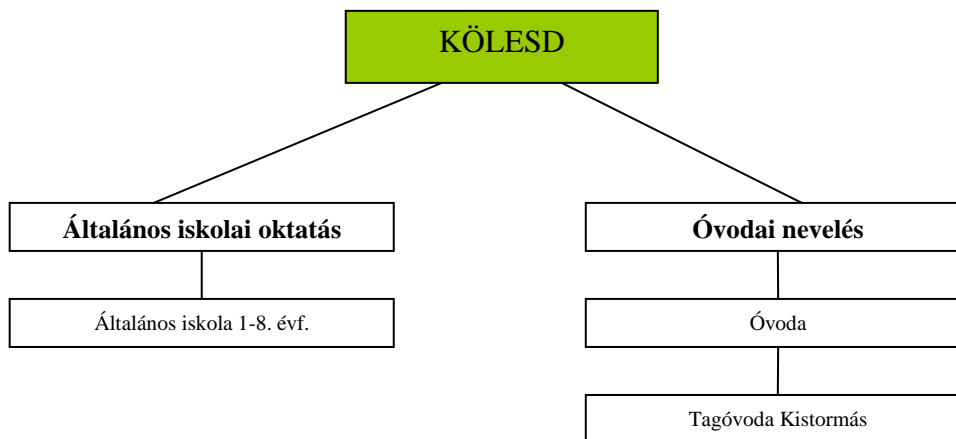 KÖLESD
Általános iskolai oktatás
Óvodai nevelés
Általános iskola 1-8. évf.
Óvoda
Tagóvoda Kistormás